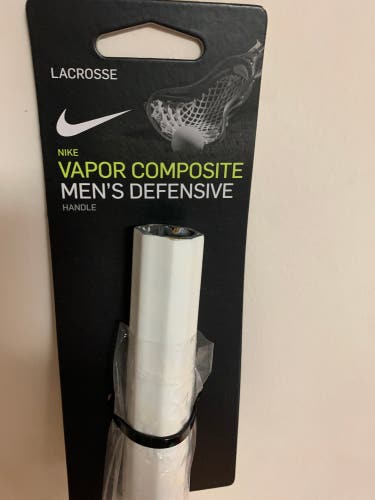 LACROSSE
NIKE
VAPOR COMPOSITE
MEN'S DEFENSIVE
HANDLE